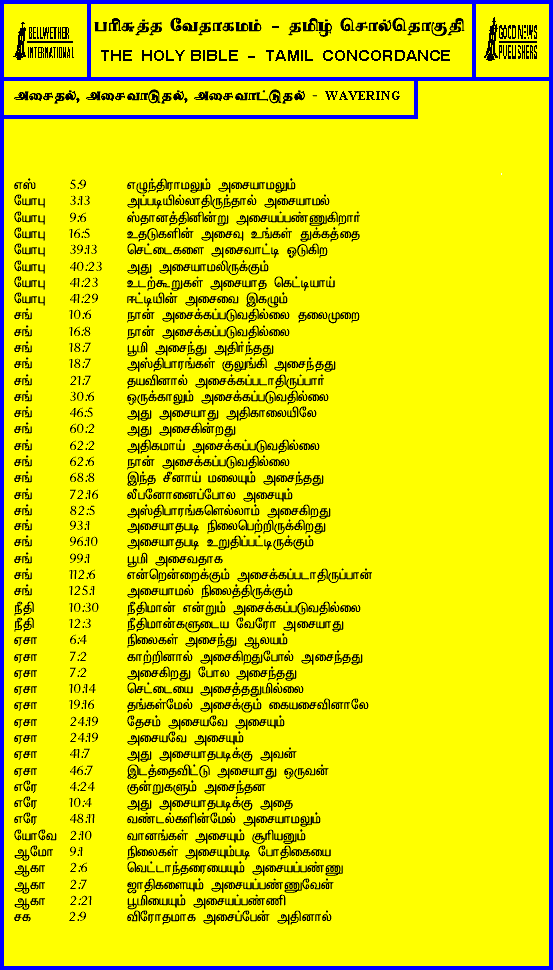 BELLWETHER
INTERNATIONAL
பரிசுத்த வேதாகமம் - தமிழ் சொல்தொகுதி
THE HOLY BIBLE - TAMIL CONCORDANCE
GOOD NEWS
PUBLISHERS
அசைதல், அசைவாடுதல், அசைவாட்டுதல் - WAVERING
எஸ் 5:9 எழுந்திராமலும் அசையாமலும்
யோபு 3:13 அப்படியில்லாதிருந்தால் அசையாமல்
யோபு 9:6 ஸ்தானத்தினின்று அசையப்பண்ணுகிறார்
யோபு 16:5 உதடுகளின் அசைவு உங்கள் துக்கத்தை
யோபு 39:13 செட்டைகளை அசைவாட்டி ஓடுகிற
யோபு 40:23 அது அசையாமலிருக்கும்
யோபு 41:23 உடற்கூறுகள் அசையாத கெட்டியாய்
யோபு 41:29 ஈட்டியின் அசைவை இகழும்
சங் 10:6 நான் அசைக்கப்படுவதில்லை தலைமுறை
சங் 16:8 நான் அசைக்கப்படுவதில்லை
சங் 18:7 பூமி அசைந்து அதிர்ந்தது
சங் 18:7 அஸ்திபாரங்கள் குலுங்கி அசைந்தது
சங் 21:7 தயவினால் அசைக்கப்படாதிருப்பார்
சங் 30:6 ஒருக்காலும் அசைக்கப்படுவதில்லை
சங் 46:5 அது அசையாது அதிகாலையிலே
சங் 60:2 அது அசைகின்றது
சங் 62:2 அதிகமாய் அசைக்கப்படுவதில்லை
சங் 62:6 நான் அசைக்கப்படுவதில்லை
சங் 68:8 இந்த சீனாய் மலையும் அசைந்தது
சங் 72:16 லீபனோனைப்போல அசையும்
சங் 82:5 அஸ்திபாரங்களெல்லாம் அசைகிறது
சங் 93:1 அசையாதபடி நிலைபெற்றிருக்கிறது
சங் 96:10 அசையாதபடி உறுதிப்பட்டிருக்கும்
சங் 99:1 பூமி அசைவதாக
சங் 112:6 என்றென்றைக்கும் அசைக்கப்படாதிருப்பான்
சங் 125:1 அசையாமல் நிலைத்திருக்கும்
நீதி 10:30 நீதிமான் என்றும் அசைக்கப்படுவதில்லை
நீதி 12:3 நீதிமான்களுடைய வேரோ அசையாது
ஏசா 6:4 நிலைகள் அசைந்து ஆலயம்
ஏசா 7:2 காற்றினால் அசைகிறதுபோல் அசைந்தது
ஏசா 7:2 அசைகிறது போல அசைந்தது
ஏசா 10:14 செட்டையை அசைத்ததுமில்லை
ஏசா 19:16 தங்கள்மேல் அசைக்கும் கையசைவினாலே
ஏசா 24:19 தேசம் அசையவே அசையும்
ஏசா 24:19 அசையவே அசையும்
ஏசா 41:7 அது அசையாதபடிக்கு அவன்
ஏசா 46:7 இடத்தைவிட்டு அசையாது ஒருவன்
எரே 4:24 குன்றுகளும் அசைந்தன
எரே 10:4 அது அசையாதபடிக்கு அதை
எரே 48:11 வண்டல்களின்மேல் அசையாமலும்
யோவே 2:10 வானங்கள் அசையும் சூரியனும்
ஆமோ 9:1 நிலைகள் அசையும்படி போதிகையை
ஆகா 2:6 வெட்டாந்தரையையும் அசையப்பண்ணு
ஆகா 2:7 ஜாதிகளையும் அசையப்பண்ணுவேன்
ஆகா 2:21 பூமியையும் அசையப்பண்ணி
சக 2:9 விரோதமாக அசைப்பேன் அதினால்